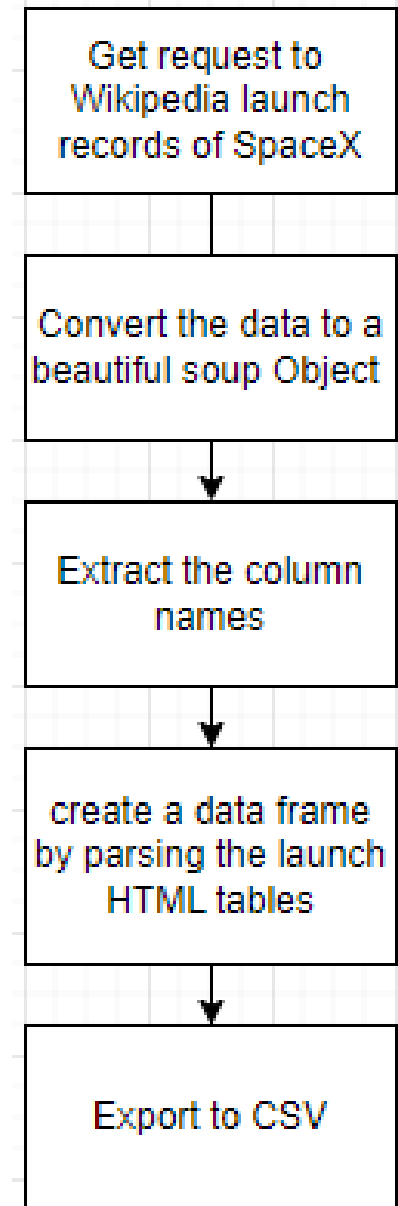 Get request to
Wikipedia launch
records of SpaceX
Convert the data to a
beautiful soup Object
Extract the column
names
create a data frame
by parsing the launch
HTML tables
Export to CSV